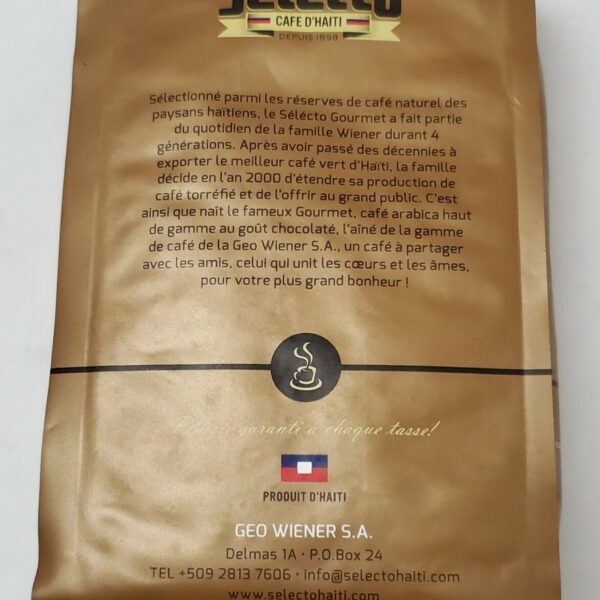 Sélécto
CAFE D'HAITI
DEPUIS 1898
Sélectionné parmi les réserves de café naturel des
paysans haïtiens, le Sélécto Gourmet a fait partie
du quotidien de la famille Wiener durant 4
générations. Après avoir passé des décennies à
exporter le meilleur café vert d'Haïti, la famille
décide en l'an 2000 d'étendre sa production de
café torréfié et de l'offrir au grand public. C'est
ainsi que naît le fameux Gourmet, café arabica haut
de gamme au goût chocolaté, l'aîné de la gamme
de café de la Geo Wiener S.A., un café à partager
avec les amis, celui qui unit les cœurs et les âmes,
pour votre plus grand bonheur !
garanti a chaque tasse!
PRODUIT D'HAITI
GEO WIENER S.A.
Delmas 1A · P.O.Box 24
TEL +509 2813 7606 · info@selectohaiti.com
www.selectohaiti.com